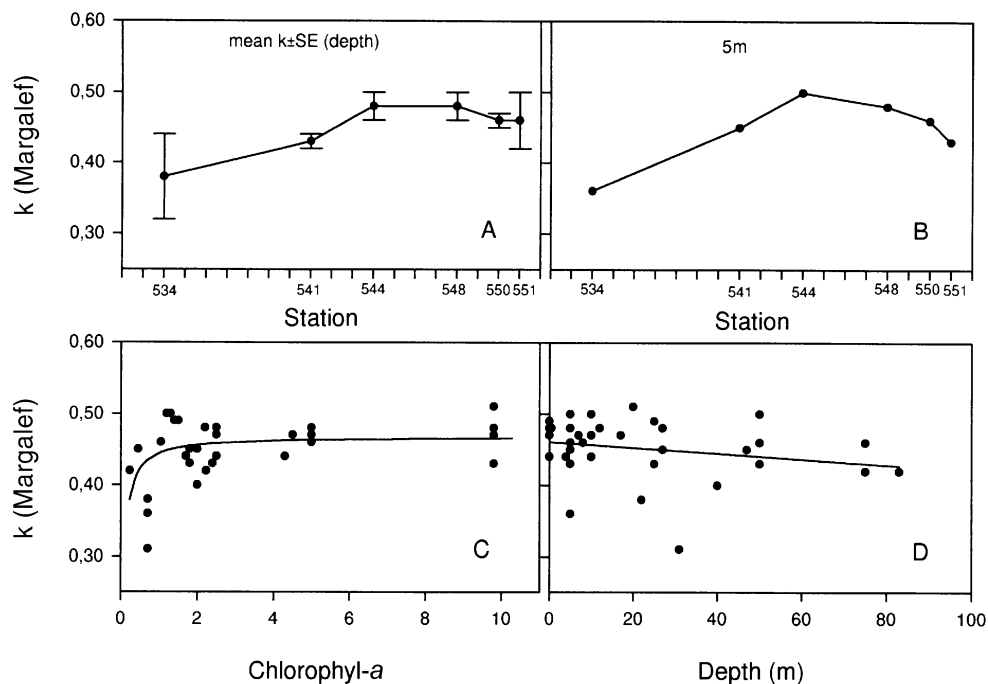 0,60
mean k±SE (depth)
5m
0,50
0,40
0,30
k (Margalef)
A
B
534 541 544 548 550 551
534 541 544 548 550 551
Station
Station
0,60
0,50
0,40
0,30
k (Margalef)
C
D
0 2 4 6 8 10
0 20 40 60 80 100
Chlorophyl-a
Depth (m)